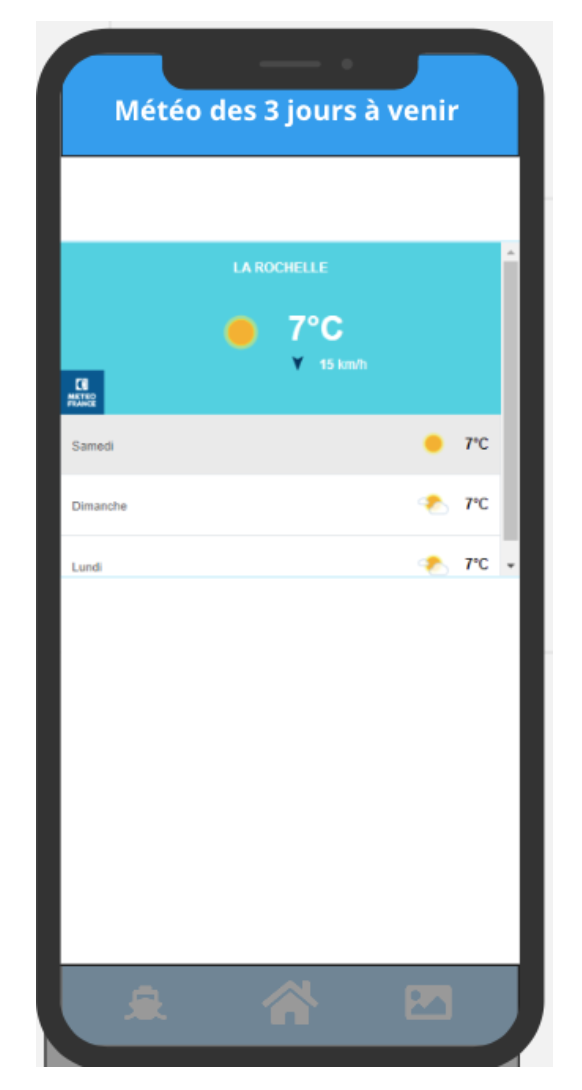 Météo des 3 jours à venir
LA ROCHELLE
7°C
15 km/h
METEO
FRANCE
Samedi 7°C
Dimanche 7°C
Lundi 7°C